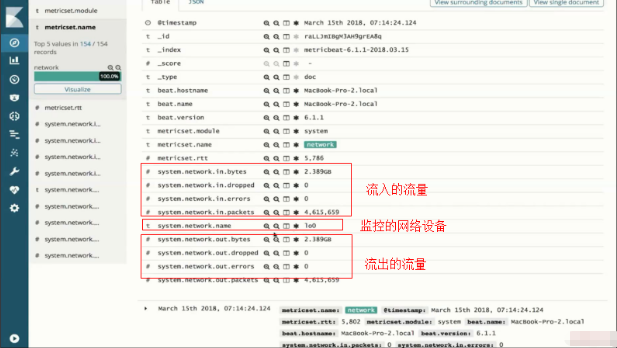 Table JSON
View surrounding documents View single document
t metricset.module
t metricset.name
Top 5 values in 154 / 154
records
network
100.0%
Visualize
# metricset.rtt
# system.network.i...
# system.network.i...
# system.network.i...
# system.network.i...
t system.network....
# system.network....
# system.network....
# system.network....
# system.network....
@timestamp March 15th 2018, 07:14:24.124
t _id
t _index metricbeat-6.1.1-2018.03.15
# _score -
t _type doc
t beat.hostname MacBook-Pro-2.local
t beat.name MacBook-Pro-2.local
t beat.version 6.1.1
t metricset.module system
t metricset.name network
# metricset.rtt 5,786
# system.network.in.bytes 2.389GB
# system.network.in.dropped 0
# system.network.in.errors 0
# system.network.in.packets 4,615,659
流入的流量
t system.network.name lo0
监控的网络设备
# system.network.out.bytes 2.389GB
# system.network.out.dropped 0
# system.network.out.errors 0
流出的流量
# system.network.out.packets 4,615,659
March 15th 2018, 07:14:24.124 metricset.name: network @timestamp: March 15th 2018, 07:14:24.124
metricset.rtt: 5,802 metricset.module: system beat.name: MacBook-Pro-2.local
beat.hostname: MacBook-Pro-2.local beat.version: 6.1.1
system.network.in.packets: 0 system.network.in.errors: 0